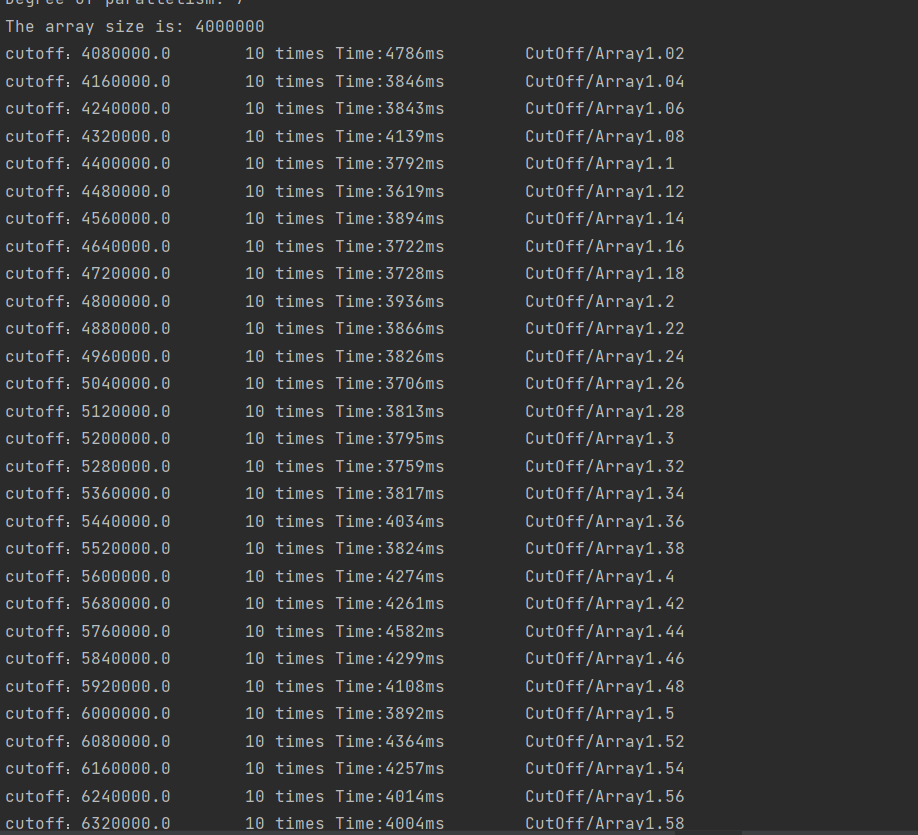 Degree of parallelism: 7
The array size is: 4000000
cutoff：4080000.0 10 times Time:4786ms CutOff/Array1.02
cutoff：4160000.0 10 times Time:3846ms CutOff/Array1.04
cutoff：4240000.0 10 times Time:3843ms CutOff/Array1.06
cutoff：4320000.0 10 times Time:4139ms CutOff/Array1.08
cutoff：4400000.0 10 times Time:3792ms CutOff/Array1.1
cutoff：4480000.0 10 times Time:3619ms CutOff/Array1.12
cutoff：4560000.0 10 times Time:3894ms CutOff/Array1.14
cutoff：4640000.0 10 times Time:3722ms CutOff/Array1.16
cutoff：4720000.0 10 times Time:3728ms CutOff/Array1.18
cutoff：4800000.0 10 times Time:3936ms CutOff/Array1.2
cutoff：4880000.0 10 times Time:3866ms CutOff/Array1.22
cutoff：4960000.0 10 times Time:3826ms CutOff/Array1.24
cutoff：5040000.0 10 times Time:3706ms CutOff/Array1.26
cutoff：5120000.0 10 times Time:3813ms CutOff/Array1.28
cutoff：5200000.0 10 times Time:3795ms CutOff/Array1.3
cutoff：5280000.0 10 times Time:3759ms CutOff/Array1.32
cutoff：5360000.0 10 times Time:3817ms CutOff/Array1.34
cutoff：5440000.0 10 times Time:4034ms CutOff/Array1.36
cutoff：5520000.0 10 times Time:3824ms CutOff/Array1.38
cutoff：5600000.0 10 times Time:4274ms CutOff/Array1.4
cutoff：5680000.0 10 times Time:4261ms CutOff/Array1.42
cutoff：5760000.0 10 times Time:4582ms CutOff/Array1.44
cutoff：5840000.0 10 times Time:4299ms CutOff/Array1.46
cutoff：5920000.0 10 times Time:4108ms CutOff/Array1.48
cutoff：6000000.0 10 times Time:3892ms CutOff/Array1.5
cutoff：6080000.0 10 times Time:4364ms CutOff/Array1.52
cutoff：6160000.0 10 times Time:4257ms CutOff/Array1.54
cutoff：6240000.0 10 times Time:4014ms CutOff/Array1.56
cutoff：6320000.0 10 times Time:4004ms CutOff/Array1.58